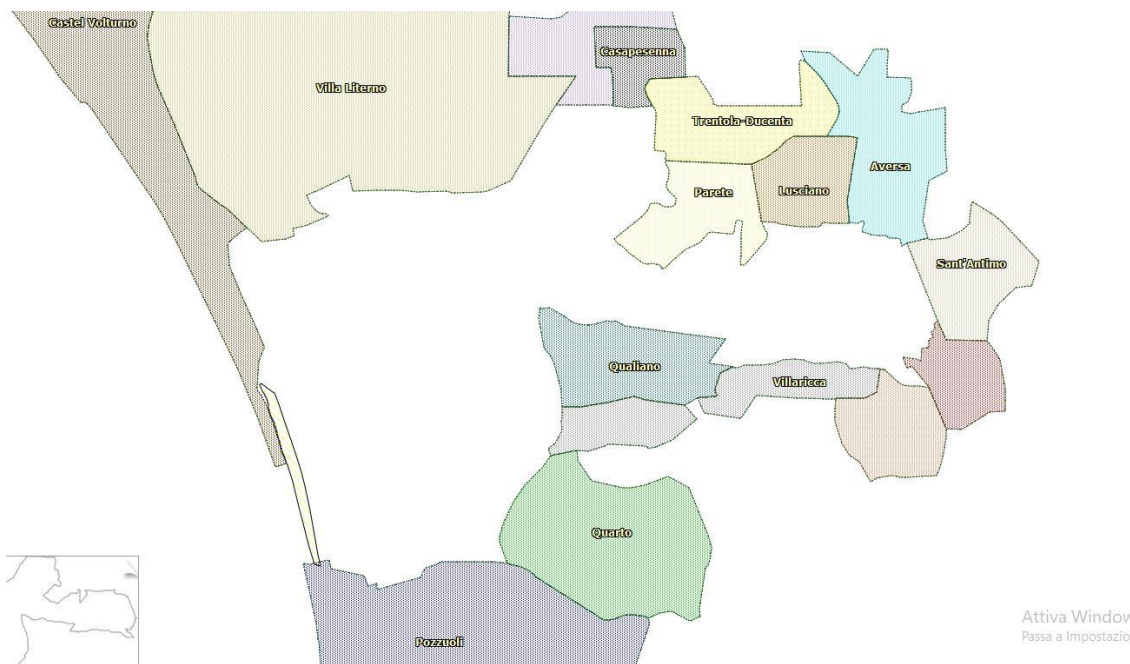 Castel Volturno
Casapesenna
Villa Literno
Trentola-Ducenta
Aversa
Parete
Lusciano
Sant'Antimo
Qualiano
Villaricca
Quarto
Pozzuoli
Attiva Window
Passa a Impostazio